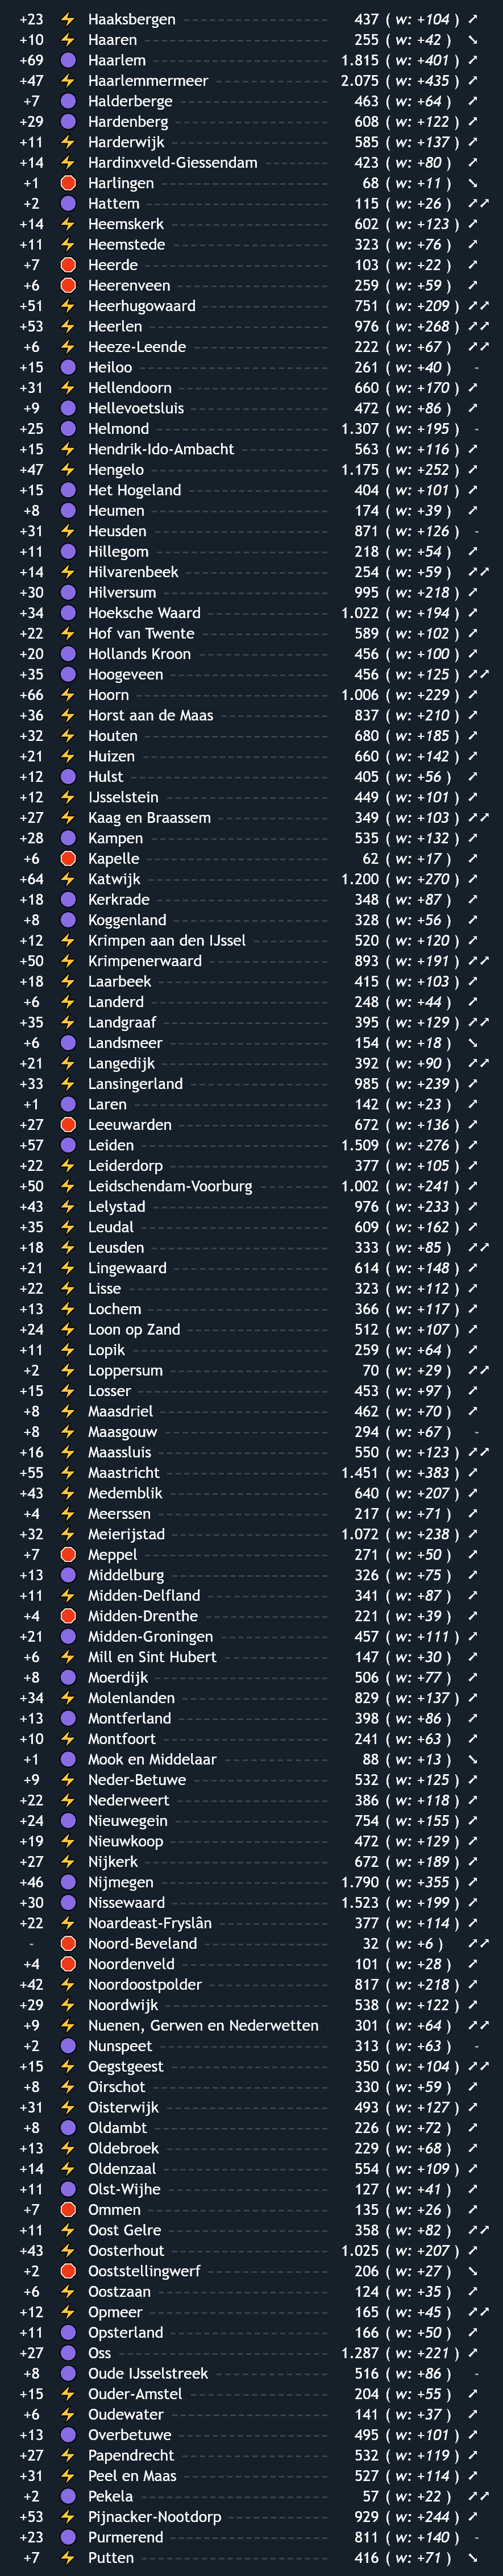 +23 ⚡ Haaksbergen 437 ( w: +104 ) ↗
+10 ⚡ Haaren 255 ( w: +42 ) ↘
+69 🟣 Haarlem 1.815 ( w: +401 ) ↗
+47 ⚡ Haarlemmermeer 2.075 ( w: +435 ) ↗
+7 🟣 Halderberge 463 ( w: +64 ) ↗
+29 🟣 Hardenberg 608 ( w: +122 ) ↗
+11 ⚡ Harderwijk 585 ( w: +137 ) ↗
+14 ⚡ Hardinxveld-Giessendam 423 ( w: +80 ) ↗
+1 🔴 Harlingen 68 ( w: +11 ) ↘
+2 🟣 Hattem 115 ( w: +26 ) ↗↗
+14 ⚡ Heemskerk 602 ( w: +123 ) ↗
+11 ⚡ Heemstede 323 ( w: +76 ) ↗
+7 🔴 Heerde 103 ( w: +22 ) ↗
+6 🔴 Heerenveen 259 ( w: +59 ) ↗
+51 ⚡ Heerhugowaard 751 ( w: +209 ) ↗↗
+53 ⚡ Heerlen 976 ( w: +268 ) ↗↗
+6 ⚡ Heeze-Leende 222 ( w: +67 ) ↗↗
+15 🟣 Heiloo 261 ( w: +40 ) -
+31 ⚡ Hellendoorn 660 ( w: +170 ) ↗
+9 🟣 Hellevoetsluis 472 ( w: +86 ) ↗
+25 🟣 Helmond 1.307 ( w: +195 ) -
+15 ⚡ Hendrik-Ido-Ambacht 563 ( w: +116 ) ↗
+47 ⚡ Hengelo 1.175 ( w: +252 ) ↗
+15 🟣 Het Hogeland 404 ( w: +101 ) ↗
+8 🟣 Heumen 174 ( w: +39 ) ↗
+31 ⚡ Heusden 871 ( w: +126 ) -
+11 🟣 Hillegom 218 ( w: +54 ) ↗
+14 ⚡ Hilvarenbeek 254 ( w: +59 ) ↗↗
+30 🟣 Hilversum 995 ( w: +218 ) ↗
+34 🟣 Hoeksche Waard 1.022 ( w: +194 ) ↗
+22 ⚡ Hof van Twente 589 ( w: +102 ) ↗
+20 🟣 Hollands Kroon 456 ( w: +100 ) ↗
+35 🟣 Hoogeveen 456 ( w: +125 ) ↗↗
+66 ⚡ Hoorn 1.006 ( w: +229 ) ↗
+36 ⚡ Horst aan de Maas 837 ( w: +210 ) ↗
+32 ⚡ Houten 680 ( w: +185 ) ↗
+21 ⚡ Huizen 660 ( w: +142 ) ↗
+12 🟣 Hulst 405 ( w: +56 ) ↗
+12 ⚡ IJsselstein 449 ( w: +101 ) ↗
+27 ⚡ Kaag en Braassem 349 ( w: +103 ) ↗↗
+28 🟣 Kampen 535 ( w: +132 ) ↗
+6 🔴 Kapelle 62 ( w: +17 ) ↗
+64 ⚡ Katwijk 1.200 ( w: +270 ) ↗
+18 🟣 Kerkrade 348 ( w: +87 ) ↗
+8 🟣 Koggenland 328 ( w: +56 ) ↗
+12 ⚡ Krimpen aan den IJssel 520 ( w: +120 ) ↗
+50 ⚡ Krimpenerwaard 893 ( w: +191 ) ↗↗
+18 ⚡ Laarbeek 415 ( w: +103 ) ↗
+6 ⚡ Landerd 248 ( w: +44 ) ↗
+35 ⚡ Landgraaf 395 ( w: +129 ) ↗↗
+6 🟣 Landsmeer 154 ( w: +18 ) ↘
+21 ⚡ Langedijk 392 ( w: +90 ) ↗↗
+33 ⚡ Lansingerland 985 ( w: +239 ) ↗
+1 🟣 Laren 142 ( w: +23 ) ↗
+27 🔴 Leeuwarden 672 ( w: +136 ) ↗
+57 🟣 Leiden 1.509 ( w: +276 ) ↗
+22 ⚡ Leiderdorp 377 ( w: +105 ) ↗
+50 ⚡ Leidschendam-Voorburg 1.002 ( w: +241 ) ↗
+43 ⚡ Lelystad 976 ( w: +233 ) ↗
+35 ⚡ Leudal 609 ( w: +162 ) ↗
+18 ⚡ Leusden 333 ( w: +85 ) ↗↗
+21 ⚡ Lingewaard 614 ( w: +148 ) ↗
+22 ⚡ Lisse 323 ( w: +112 ) ↗
+13 ⚡ Lochem 366 ( w: +117 ) ↗
+24 ⚡ Loon op Zand 512 ( w: +107 ) ↗
+11 ⚡ Lopik 259 ( w: +64 ) ↗
+2 ⚡ Loppersum 70 ( w: +29 ) ↗↗
+15 ⚡ Losser 453 ( w: +97 ) ↗
+8 ⚡ Maasdriel 462 ( w: +70 ) ↗
+8 ⚡ Maasgouw 294 ( w: +67 ) -
+16 ⚡ Maassluis 550 ( w: +123 ) ↗↗
+55 ⚡ Maastricht 1.451 ( w: +383 ) ↗
+43 ⚡ Medemblik 640 ( w: +207 ) ↗
+4 ⚡ Meerssen 217 ( w: +71 ) ↗
+32 ⚡ Meierijstad 1.072 ( w: +238 ) ↗
+7 🔴 Meppel 271 ( w: +50 ) ↗
+13 🟣 Middelburg 326 ( w: +75 ) ↗
+11 ⚡ Midden-Delfland 341 ( w: +87 ) ↗
+4 🔴 Midden-Drenthe 221 ( w: +39 ) ↗
+21 🟣 Midden-Groningen 457 ( w: +111 ) ↗
+6 ⚡ Mill en Sint Hubert 147 ( w: +30 ) ↗
+8 🟣 Moerdijk 506 ( w: +77 ) ↗
+34 ⚡ Molenlanden 829 ( w: +137 ) ↗
+13 🟣 Montferland 398 ( w: +86 ) ↗
+10 ⚡ Montfoort 241 ( w: +63 ) ↗
+1 🟣 Mook en Middelaar 88 ( w: +13 ) ↘
+9 ⚡ Neder-Betuwe 532 ( w: +125 ) ↗
+22 ⚡ Nederweert 386 ( w: +118 ) ↗
+24 🟣 Nieuwegein 754 ( w: +155 ) ↗
+19 ⚡ Nieuwkoop 472 ( w: +129 ) ↗
+27 ⚡ Nijkerk 672 ( w: +189 ) ↗
+46 🟣 Nijmegen 1.790 ( w: +355 ) ↗
+30 🟣 Nissewaard 1.523 ( w: +199 ) ↗
+22 ⚡ Noardeast-Fryslân 377 ( w: +114 ) ↗
- 🔴 Noord-Beveland 32 ( w: +6 ) ↗↗
+4 🔴 Noordenveld 101 ( w: +28 ) ↗
+42 ⚡ Noordoostpolder 817 ( w: +218 ) ↗
+29 ⚡ Noordwijk 538 ( w: +122 ) ↗
+9 ⚡ Nuenen, Gerwen en Nederwetten 301 ( w: +64 ) ↗↗
+2 🟣 Nunspeet 313 ( w: +63 ) -
+15 ⚡ Oegstgeest 350 ( w: +104 ) ↗↗
+8 ⚡ Oirschot 330 ( w: +59 ) ↗
+31 ⚡ Oisterwijk 493 ( w: +127 ) ↗
+8 🟣 Oldambt 226 ( w: +72 ) ↗
+13 ⚡ Oldebroek 229 ( w: +68 ) ↗
+14 ⚡ Oldenzaal 554 ( w: +109 ) ↗
+11 🟣 Olst-Wijhe 127 ( w: +41 ) ↗
+7 🔴 Ommen 135 ( w: +26 ) ↗
+11 ⚡ Oost Gelre 358 ( w: +82 ) ↗↗
+43 ⚡ Oosterhout 1.025 ( w: +207 ) ↗
+2 🔴 Ooststellingwerf 206 ( w: +27 ) ↘
+6 ⚡ Oostzaan 124 ( w: +35 ) ↗
+12 ⚡ Opmeer 165 ( w: +45 ) ↗↗
+11 🟣 Opsterland 166 ( w: +50 ) ↗
+27 🟣 Oss 1.287 ( w: +221 ) ↗
+8 🟣 Oude IJsselstreek 516 ( w: +86 ) -
+15 ⚡ Ouder-Amstel 204 ( w: +55 ) ↗
+6 ⚡ Oudewater 141 ( w: +37 ) ↗
+13 🟣 Overbetuwe 495 ( w: +101 ) ↗
+27 ⚡ Papendrecht 532 ( w: +119 ) ↗
+31 ⚡ Peel en Maas 527 ( w: +114 ) ↗
+2 🟣 Pekela 57 ( w: +22 ) ↗↗
+53 ⚡ Pijnacker-Nootdorp 929 ( w: +244 ) ↗
+23 🟣 Purmerend 811 ( w: +140 ) -
+7 ⚡ Putten 416 ( w: +71 ) ↘